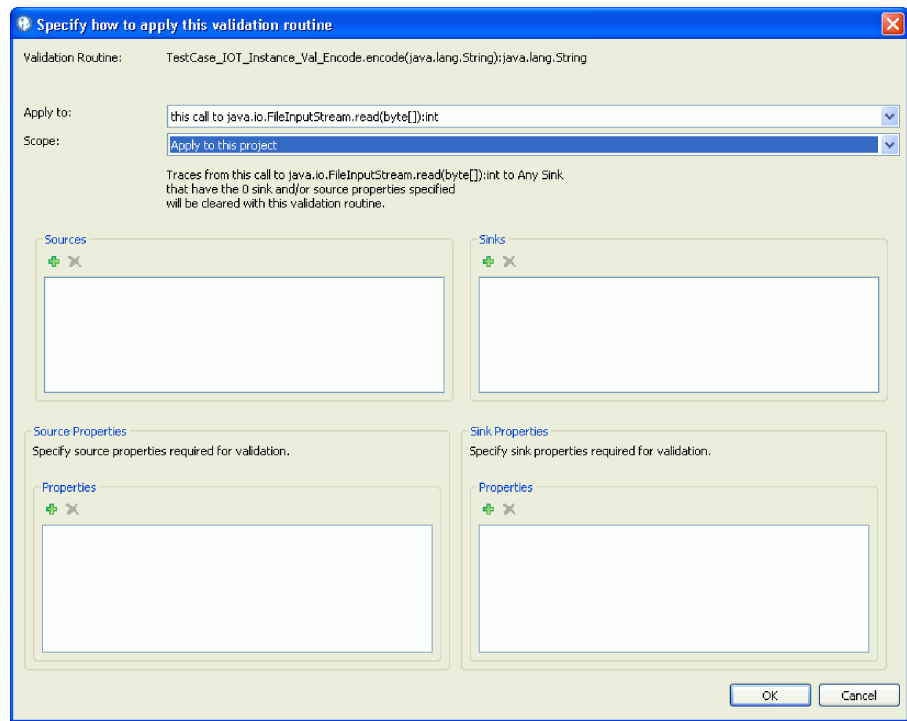 Specify how to apply this validation routine
Validation Routine: TestCase_IOT_Instance_Val_Encode.encode(java.lang.String):java.lang.String
Apply to: this call to java.io.FileInputStream.read(byte[]):int
Scope: Apply to this project
Traces from this call to java.io.FileInputStream.read(byte[]):int to Any Sink
that have the 0 sink and/or source properties specified
will be cleared with this validation routine.
Sources Sinks
Source Properties Sink Properties
Specify source properties required for validation. Specify sink properties required for validation.
Properties Properties
OK Cancel